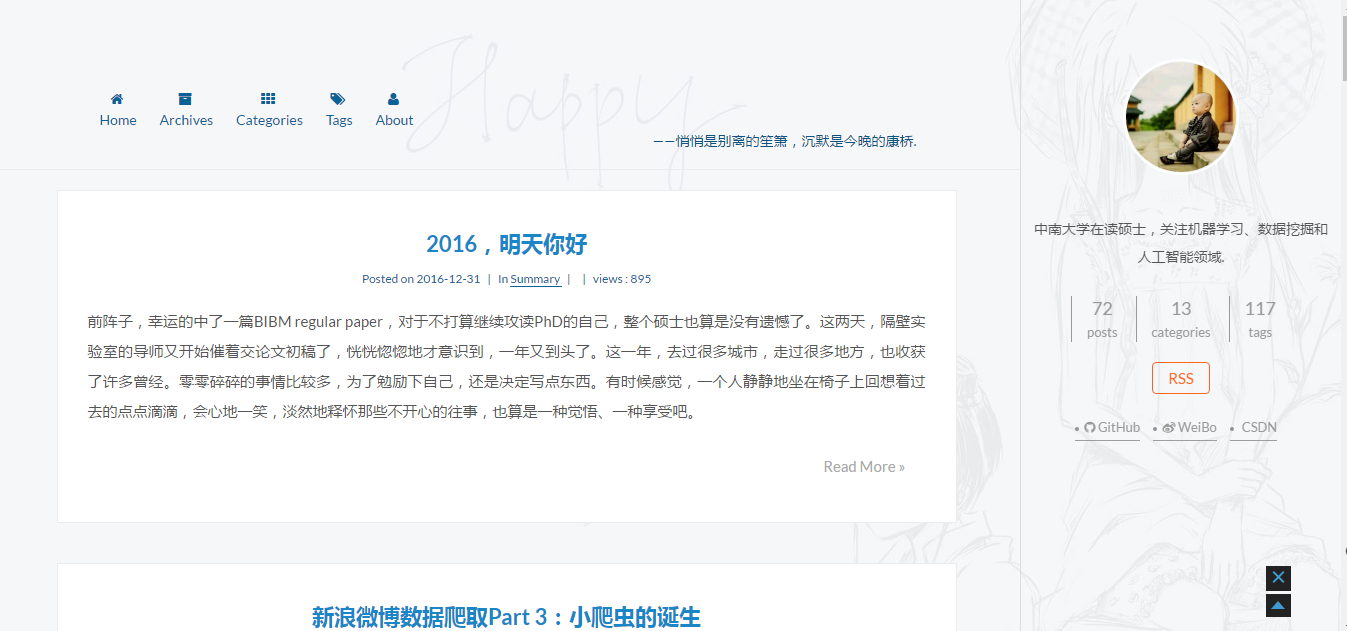 Happy
Home Archives Categories Tags About
——悄悄是别离的笙箫，沉默是今晚的康桥.
2016，明天你好
Posted on 2016-12-31 | In Summary | | views : 895
前阵子，幸运的中了一篇BIBM regular paper，对于不打算继续攻读PhD的自己，整个硕士也算是没有遗憾了。这两天，隔壁实
验室的导师又开始催着交论文初稿了，恍恍惚惚地才意识到，一年又到头了。这一年，去过很多城市，走过很多地方，也收获
了许多曾经。零零碎碎的事情比较多，为了勉励下自己，还是决定写点东西。有时候感觉，一个人静静地坐在椅子上回想着过
去的点点滴滴，会心地一笑，淡然地释怀那些不开心的往事，也算是一种觉悟、一种享受吧。
Read More »
新浪微博数据爬取Part 3：小爬虫的诞生
中南大学在读硕士，关注机器学习、数据挖掘和
人工智能领域.
72 13 117
posts categories tags
RSS
• GitHub • WeiBo • CSDN